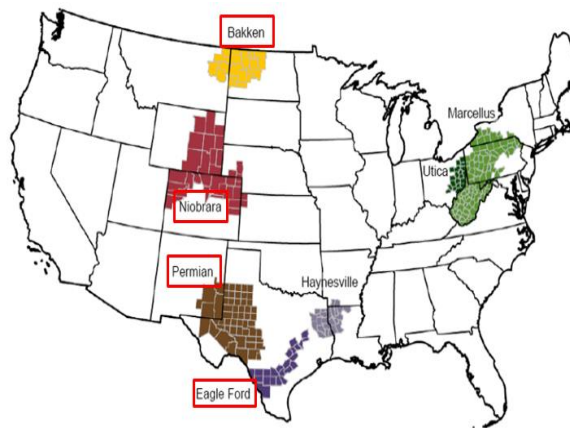 Bakken
Marcellus
Utica
Niobrara
Permian
Haynesville
Eagle Ford